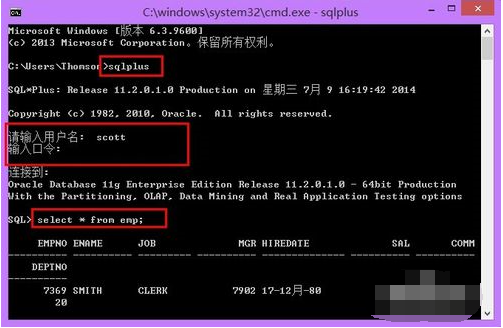 C:\windows\system32\cmd.exe - sqlplus
Microsoft Windows [版本 6.3.9600]
(c) 2013 Microsoft Corporation。保留所有权利。
C:\Users\Thomson>sqlplus
SQL*Plus: Release 11.2.0.1.0 Production on 星期三 7月 9 16:19:42 2014
Copyright (c) 1982, 2010, Oracle.  All rights reserved.
请输入用户名:  scott
输入口令:
连接到:
Oracle Database 11g Enterprise Edition Release 11.2.0.1.0 - 64bit Production
With the Partitioning, OLAP, Data Mining and Real Application Testing options
SQL> select * from emp;
EMPNO ENAME      JOB              MGR HIREDATE              SAL       COMM
---------- ---------- --------- ---------- -------------- ---------- ----------
DEPTNO
----------
7369 SMITH      CLERK           7902 17-12月-80
20